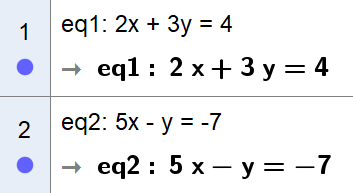 1
eq1: 2x + 3y = 4
→ eq1 : 2 x + 3 y = 4
2
eq2: 5x - y = -7
→ eq2 : 5 x − y = −7